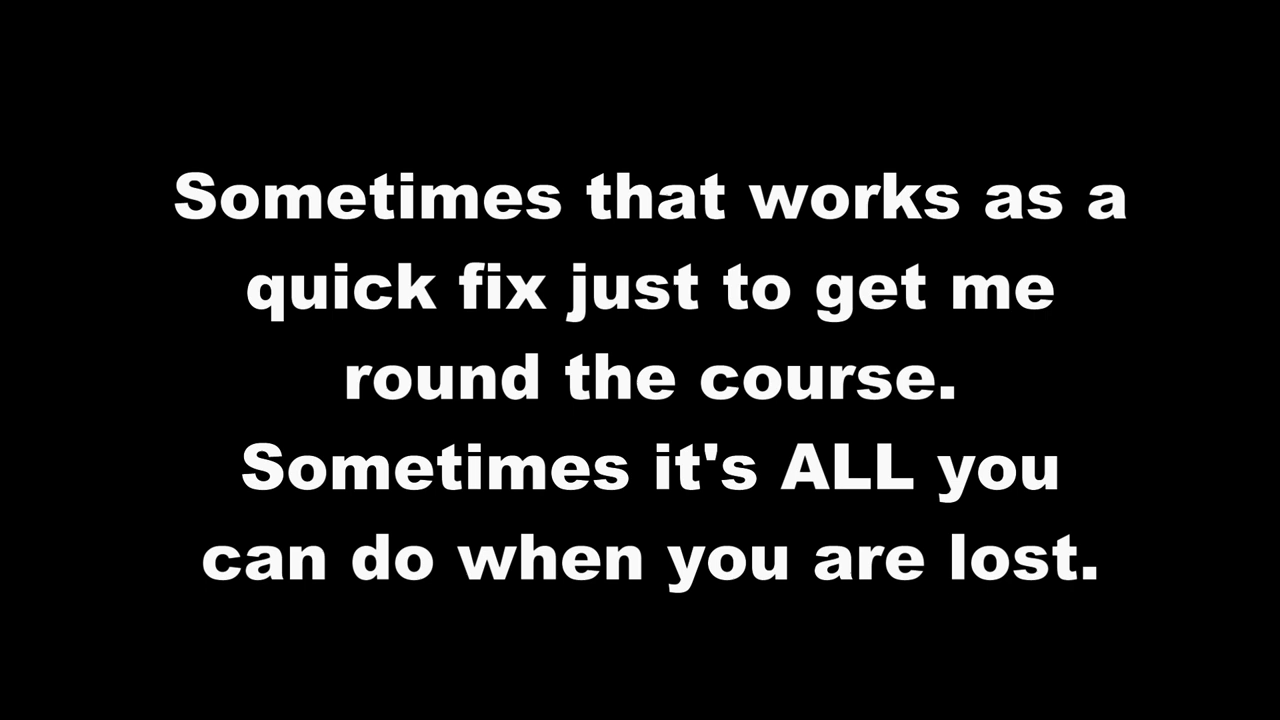 Sometimes that works as a
quick fix just to get me
round the course.
Sometimes it's ALL you
can do when you are lost.